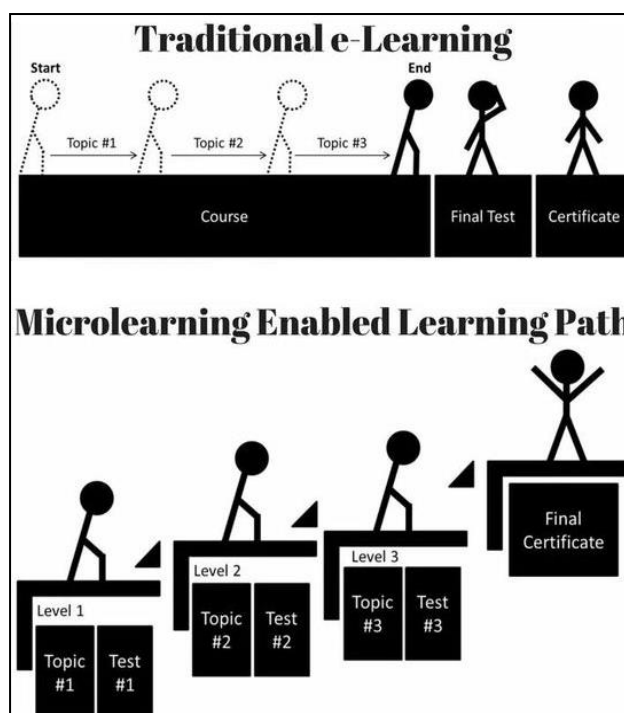 Traditional e-Learning
Start
End
Topic #1
Topic #2
Topic #3
Course
Final Test
Certificate
Microlearning Enabled Learning Path
Level 1
Topic
#1
Test
#1
Level 2
Topic
#2
Test
#2
Level 3
Topic
#3
Test
#3
Final
Certificate